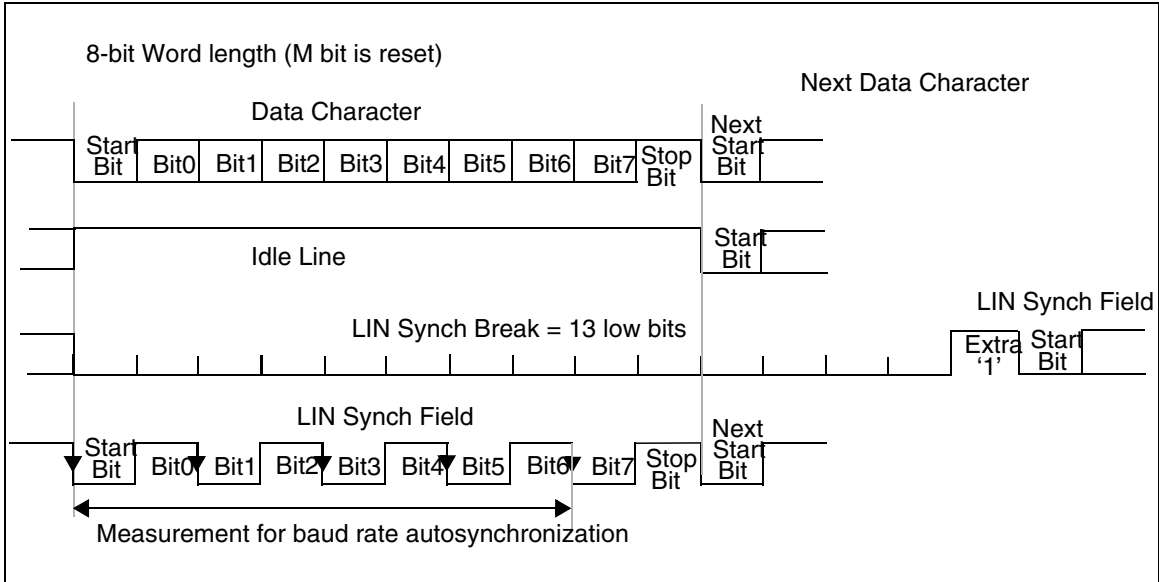 8-bit Word length (M bit is reset)
Next Data Character
Data Character
Start Bit
Bit0
Bit1
Bit2
Bit3
Bit4
Bit5
Bit6
Bit7
Stop Bit
Next Start Bit
Idle Line
Start Bit
LIN Synch Field
LIN Synch Break = 13 low bits
Extra '1'
Start Bit
LIN Synch Field
Start Bit
Bit0
Bit1
Bit2
Bit3
Bit4
Bit5
Bit6
Bit7
Stop Bit
Next Start Bit
Measurement for baud rate autosynchronization